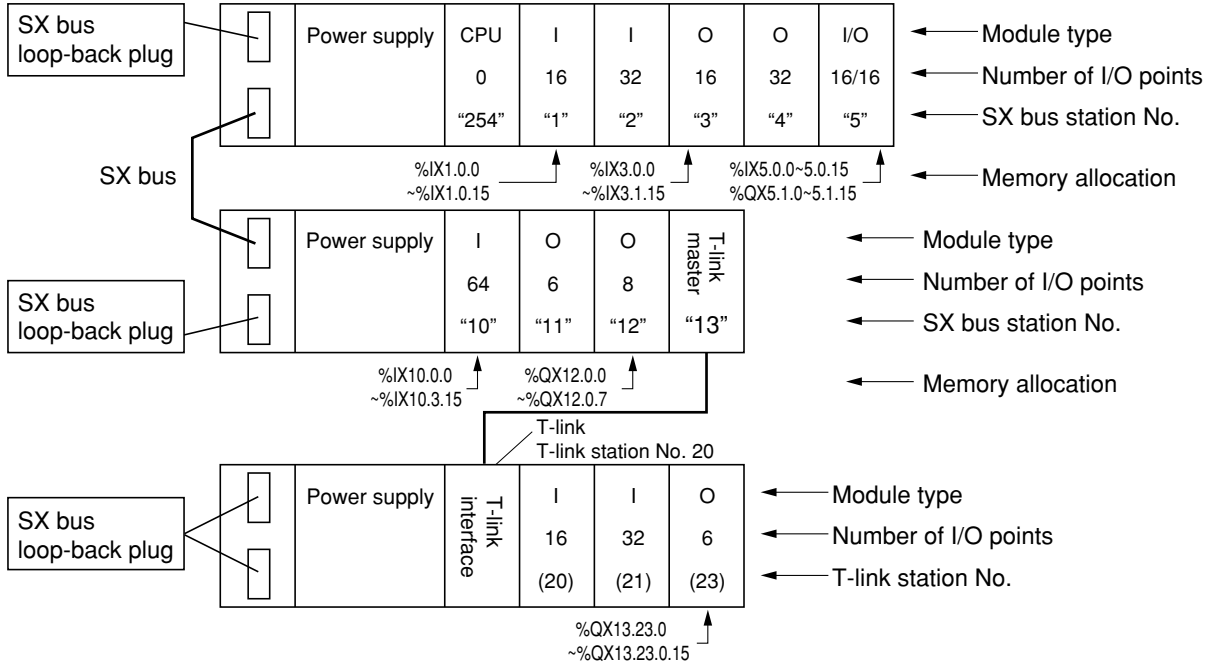 SX bus
loop-back plug
Power supply CPU I I O O I/O
0 16 32 16 32 16/16
"254" “1” “2” “3” “4” “5”
Module type
Number of I/O points
SX bus station No.
%IX1.0.0
~%IX1.0.15
%IX3.0.0
~%IX3.1.15
%IX5.0.0~5.0.15
%QX5.1.0~5.1.15
Memory allocation
SX bus
Power supply I O O T-link
master
64 6 8
“10” “11” “12” “13”
Module type
Number of I/O points
SX bus station No.
SX bus
loop-back plug
%IX10.0.0
~%IX10.3.15
%QX12.0.0
~%QX12.0.7
Memory allocation
T-link
T-link station No. 20
SX bus
loop-back plug
Power supply T-link
interface
I I O
16 32 6
(20) (21) (23)
Module type
Number of I/O points
T-link station No.
%QX13.23.0
~%QX13.23.0.15